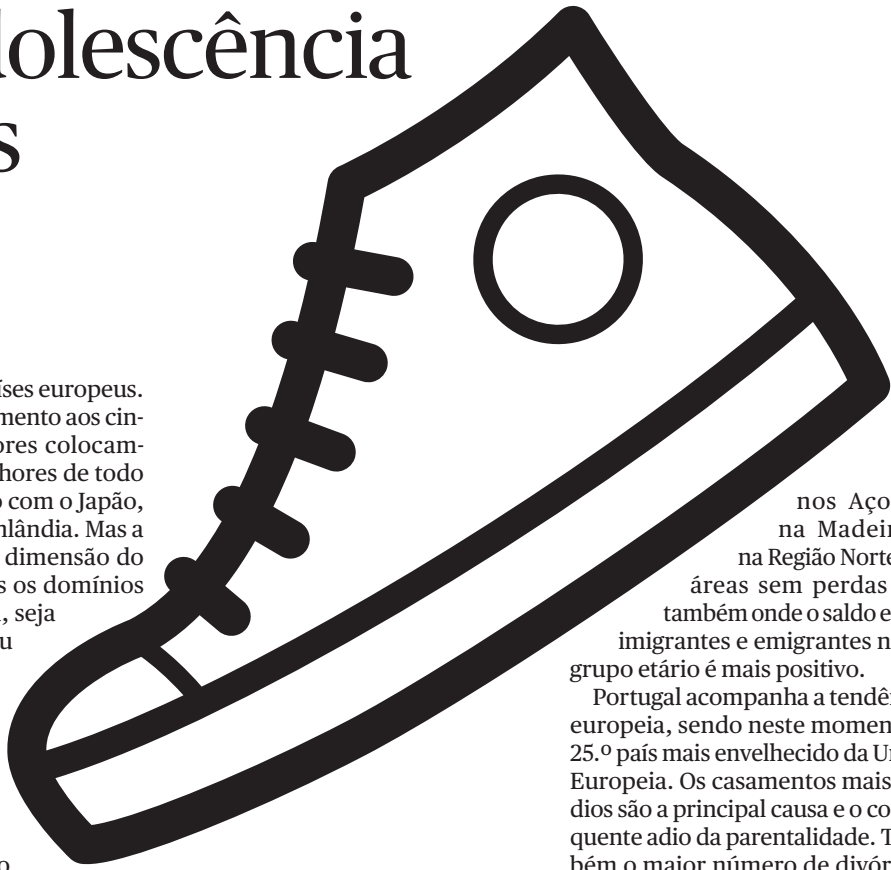 dolescência
s
íses europeus.
mento aos cin-
ores colocam-
hores de todo
o com o Japão,
nlândia. Mas a
dimensão do
s os domínios
, seja
u
o
nos Aço
na Madeir
na Região Norte
áreas sem perdas
também onde o saldo e
imigrantes e emigrantes n
grupo etário é mais positivo.
Portugal acompanha a tendê
europeia, sendo neste momen
25.º país mais envelhecido da U
Europeia. Os casamentos mais
dios são a principal causa e o co
quente adio da parentalidade. T
bém o maior número de divór